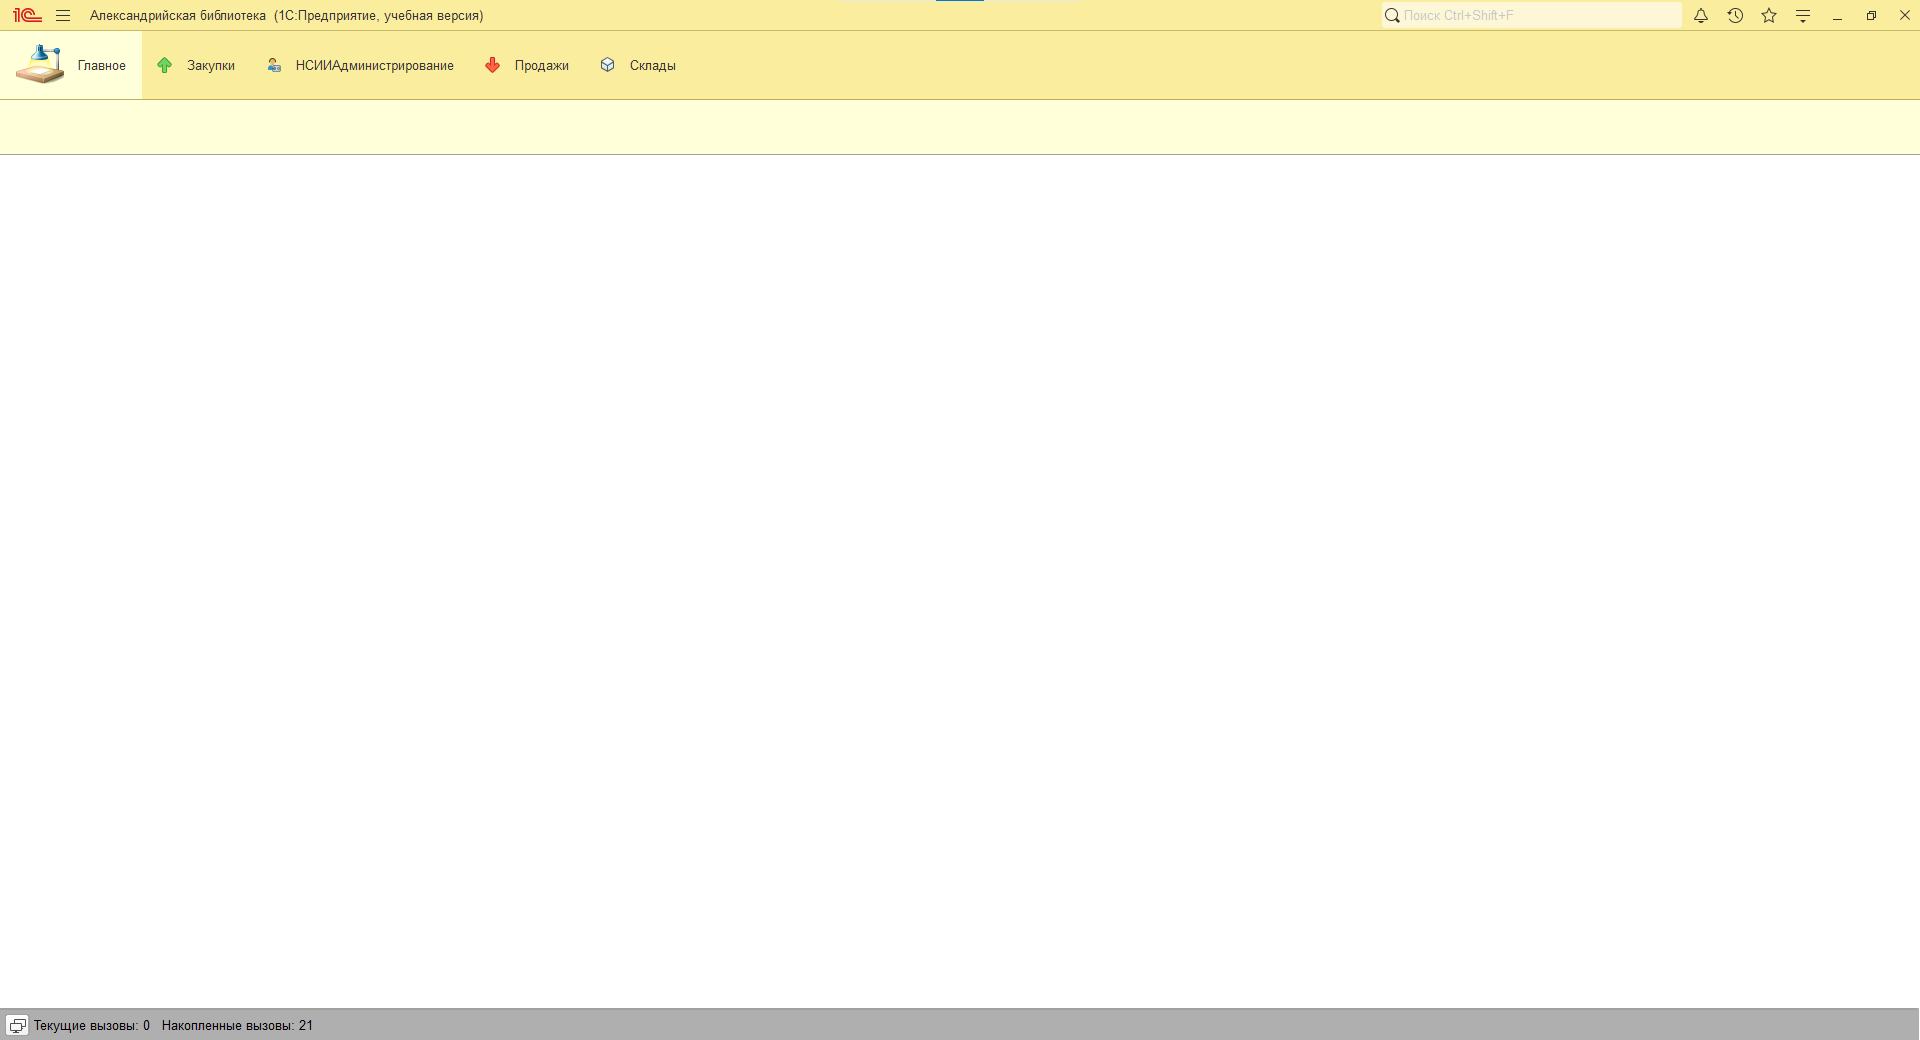 1С Александрийская библиотека (1С:Предприятие, учебная версия) Поиск Ctrl+Shift+F
Главное Закупки НСИИАдминистрирование Продажи Склады
Текущие вызовы: 0 Накопленные вызовы: 21